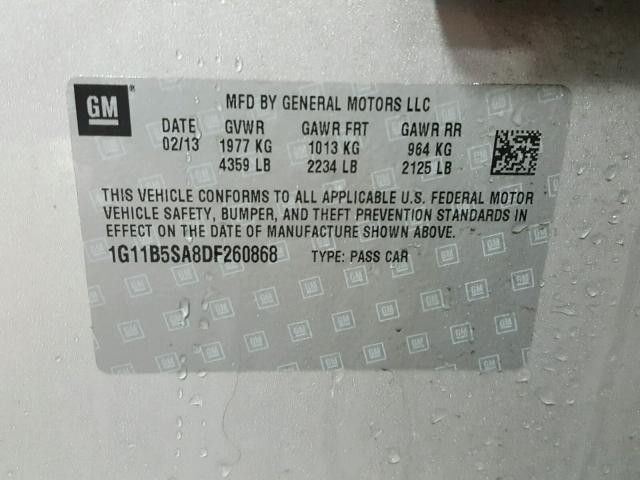 GM ®
MFD BY GENERAL MOTORS LLC
DATE GVWR GAWR FRT GAWR RR
02/13 1977 KG 1013 KG 964 KG
4359 LB 2234 LB 2125 LB
THIS VEHICLE CONFORMS TO ALL APPLICABLE U.S. FEDERAL MOTOR
VEHICLE SAFETY, BUMPER, AND THEFT PREVENTION STANDARDS IN
EFFECT ON THE DATE OF MANUFACTURE SHOWN ABOVE.
1G11B5SA8DF260868 TYPE: PASS CAR